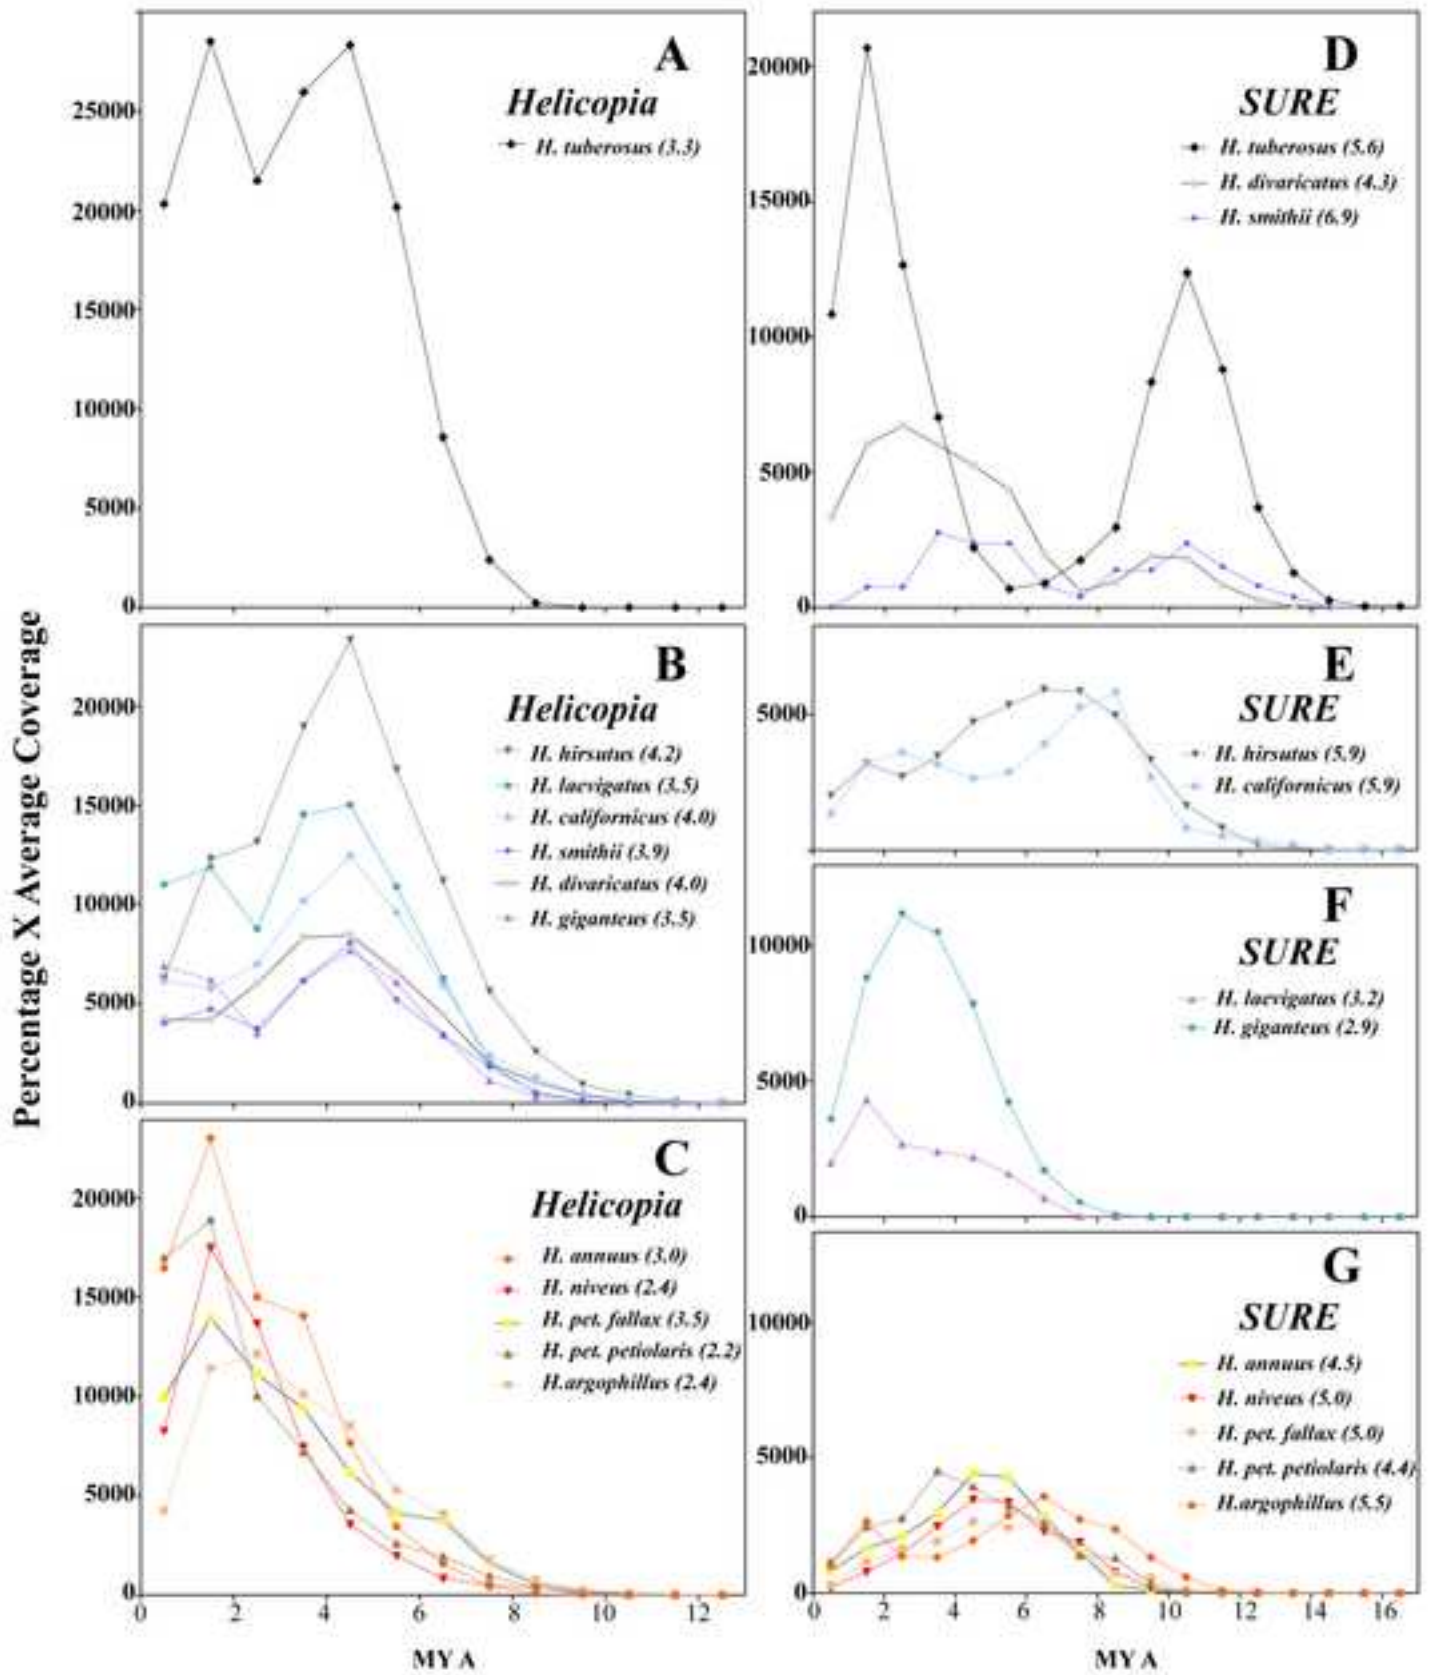 Percentage X Average Coverage
A
Helicopia
H. tuberosus (3.3)
25000
20000
15000
10000
5000
0
B
Helicopia
H. hirsutus (4.2)
H. laevigatus (3.5)
H. californicus (4.0)
H. smithii (3.9)
H. divaricatus (4.0)
H. giganteus (3.5)
20000
15000
10000
5000
0
C
Helicopia
H. annuus (3.0)
H. niveus (2.4)
H. pet. fallax (3.5)
H. pet. petiolaris (2.2)
H.argophillus (2.4)
20000
15000
10000
5000
0
0 2 4 6 8 10 12
MY A
D
SURE
H. tuberosus (5.6)
H. divaricatus (4.3)
H. smithii (6.9)
20000
15000
10000
5000
0
E
SURE
H. hirsutus (5.9)
H. californicus (5.9)
5000
F
SURE
H. laevigatus (3.2)
H. giganteus (2.9)
10000
5000
0
G
SURE
H. annuus (4.5)
H. niveus (5.0)
H. pet. fallax (5.0)
H. pet. petiolaris (4.4)
H.argophillus (5.5)
10000
5000
0
0 2 4 6 8 10 12 14 16
MY A